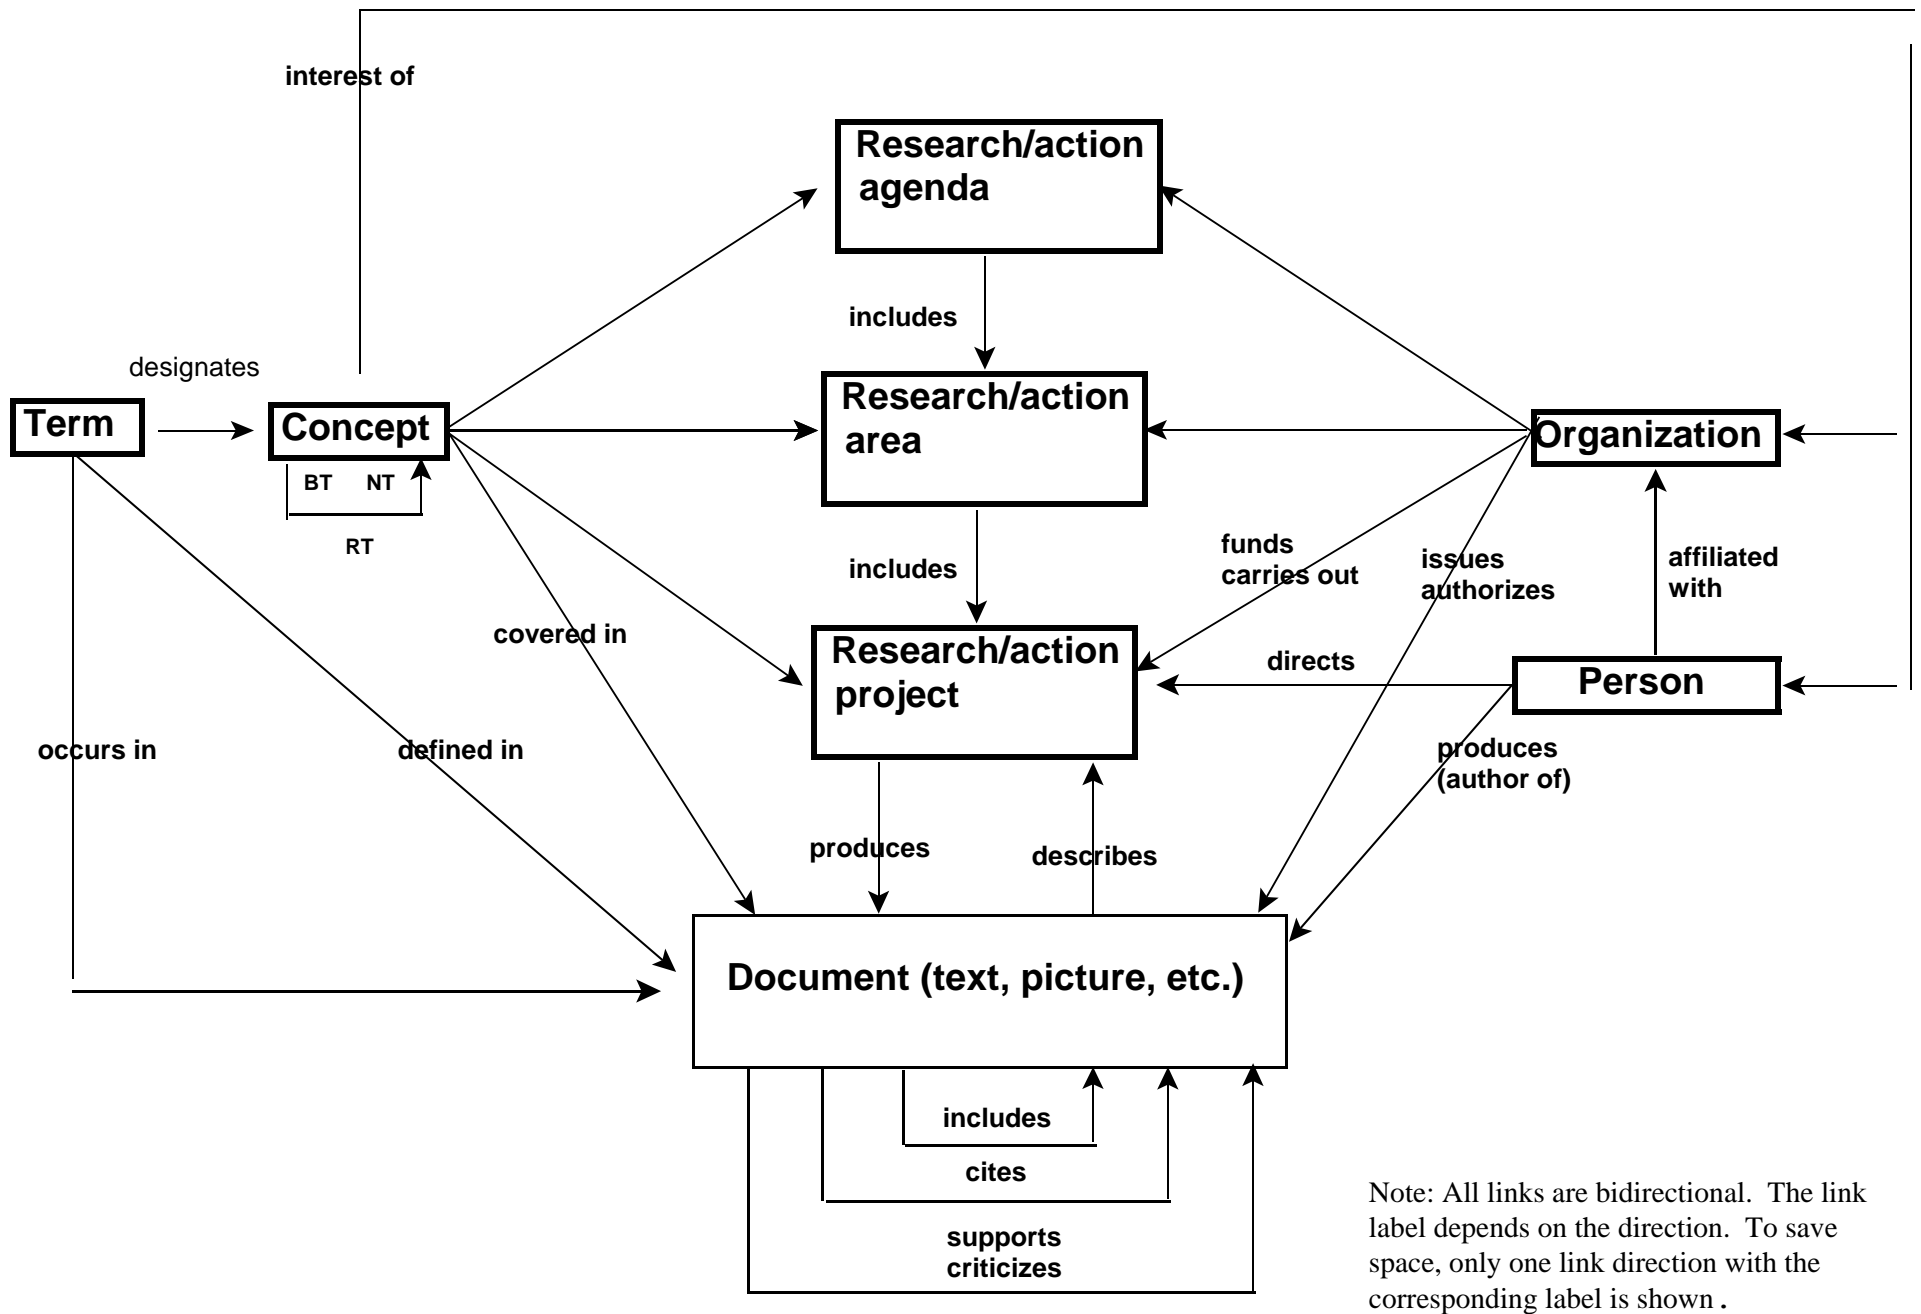 interest of
Research/action
agenda
includes
designates
Term
Concept
Research/action
area
Organization
BT NT
RT
includes
funds
carries out
issues
authorizes
affiliated
with
covered in
Research/action
project
directs
Person
occurs in
defined in
produces
(author of)
produces
describes
Document (text, picture, etc.)
includes
cites
supports
criticizes
Note: All links are bidirectional. The link
label depends on the direction. To save
space, only one link direction with the
corresponding label is shown.